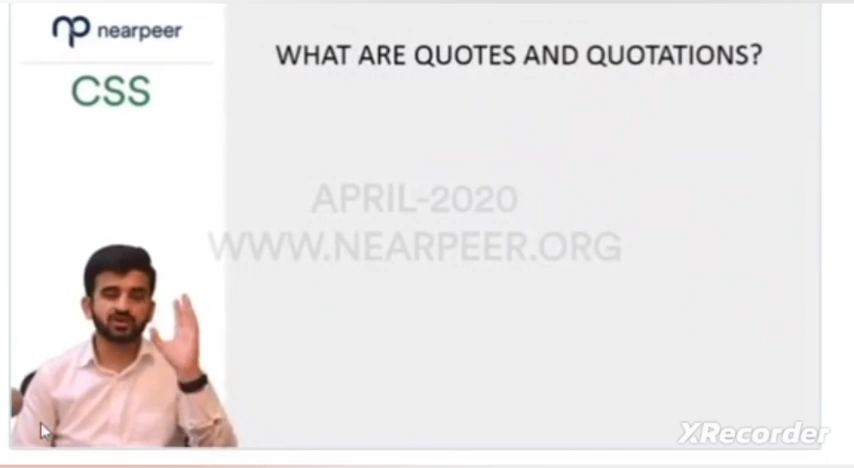 nearpeer
CSS
WHAT ARE QUOTES AND QUOTATIONS?
APRIL-2020
WWW.NEARPEER.ORG
XRecorder